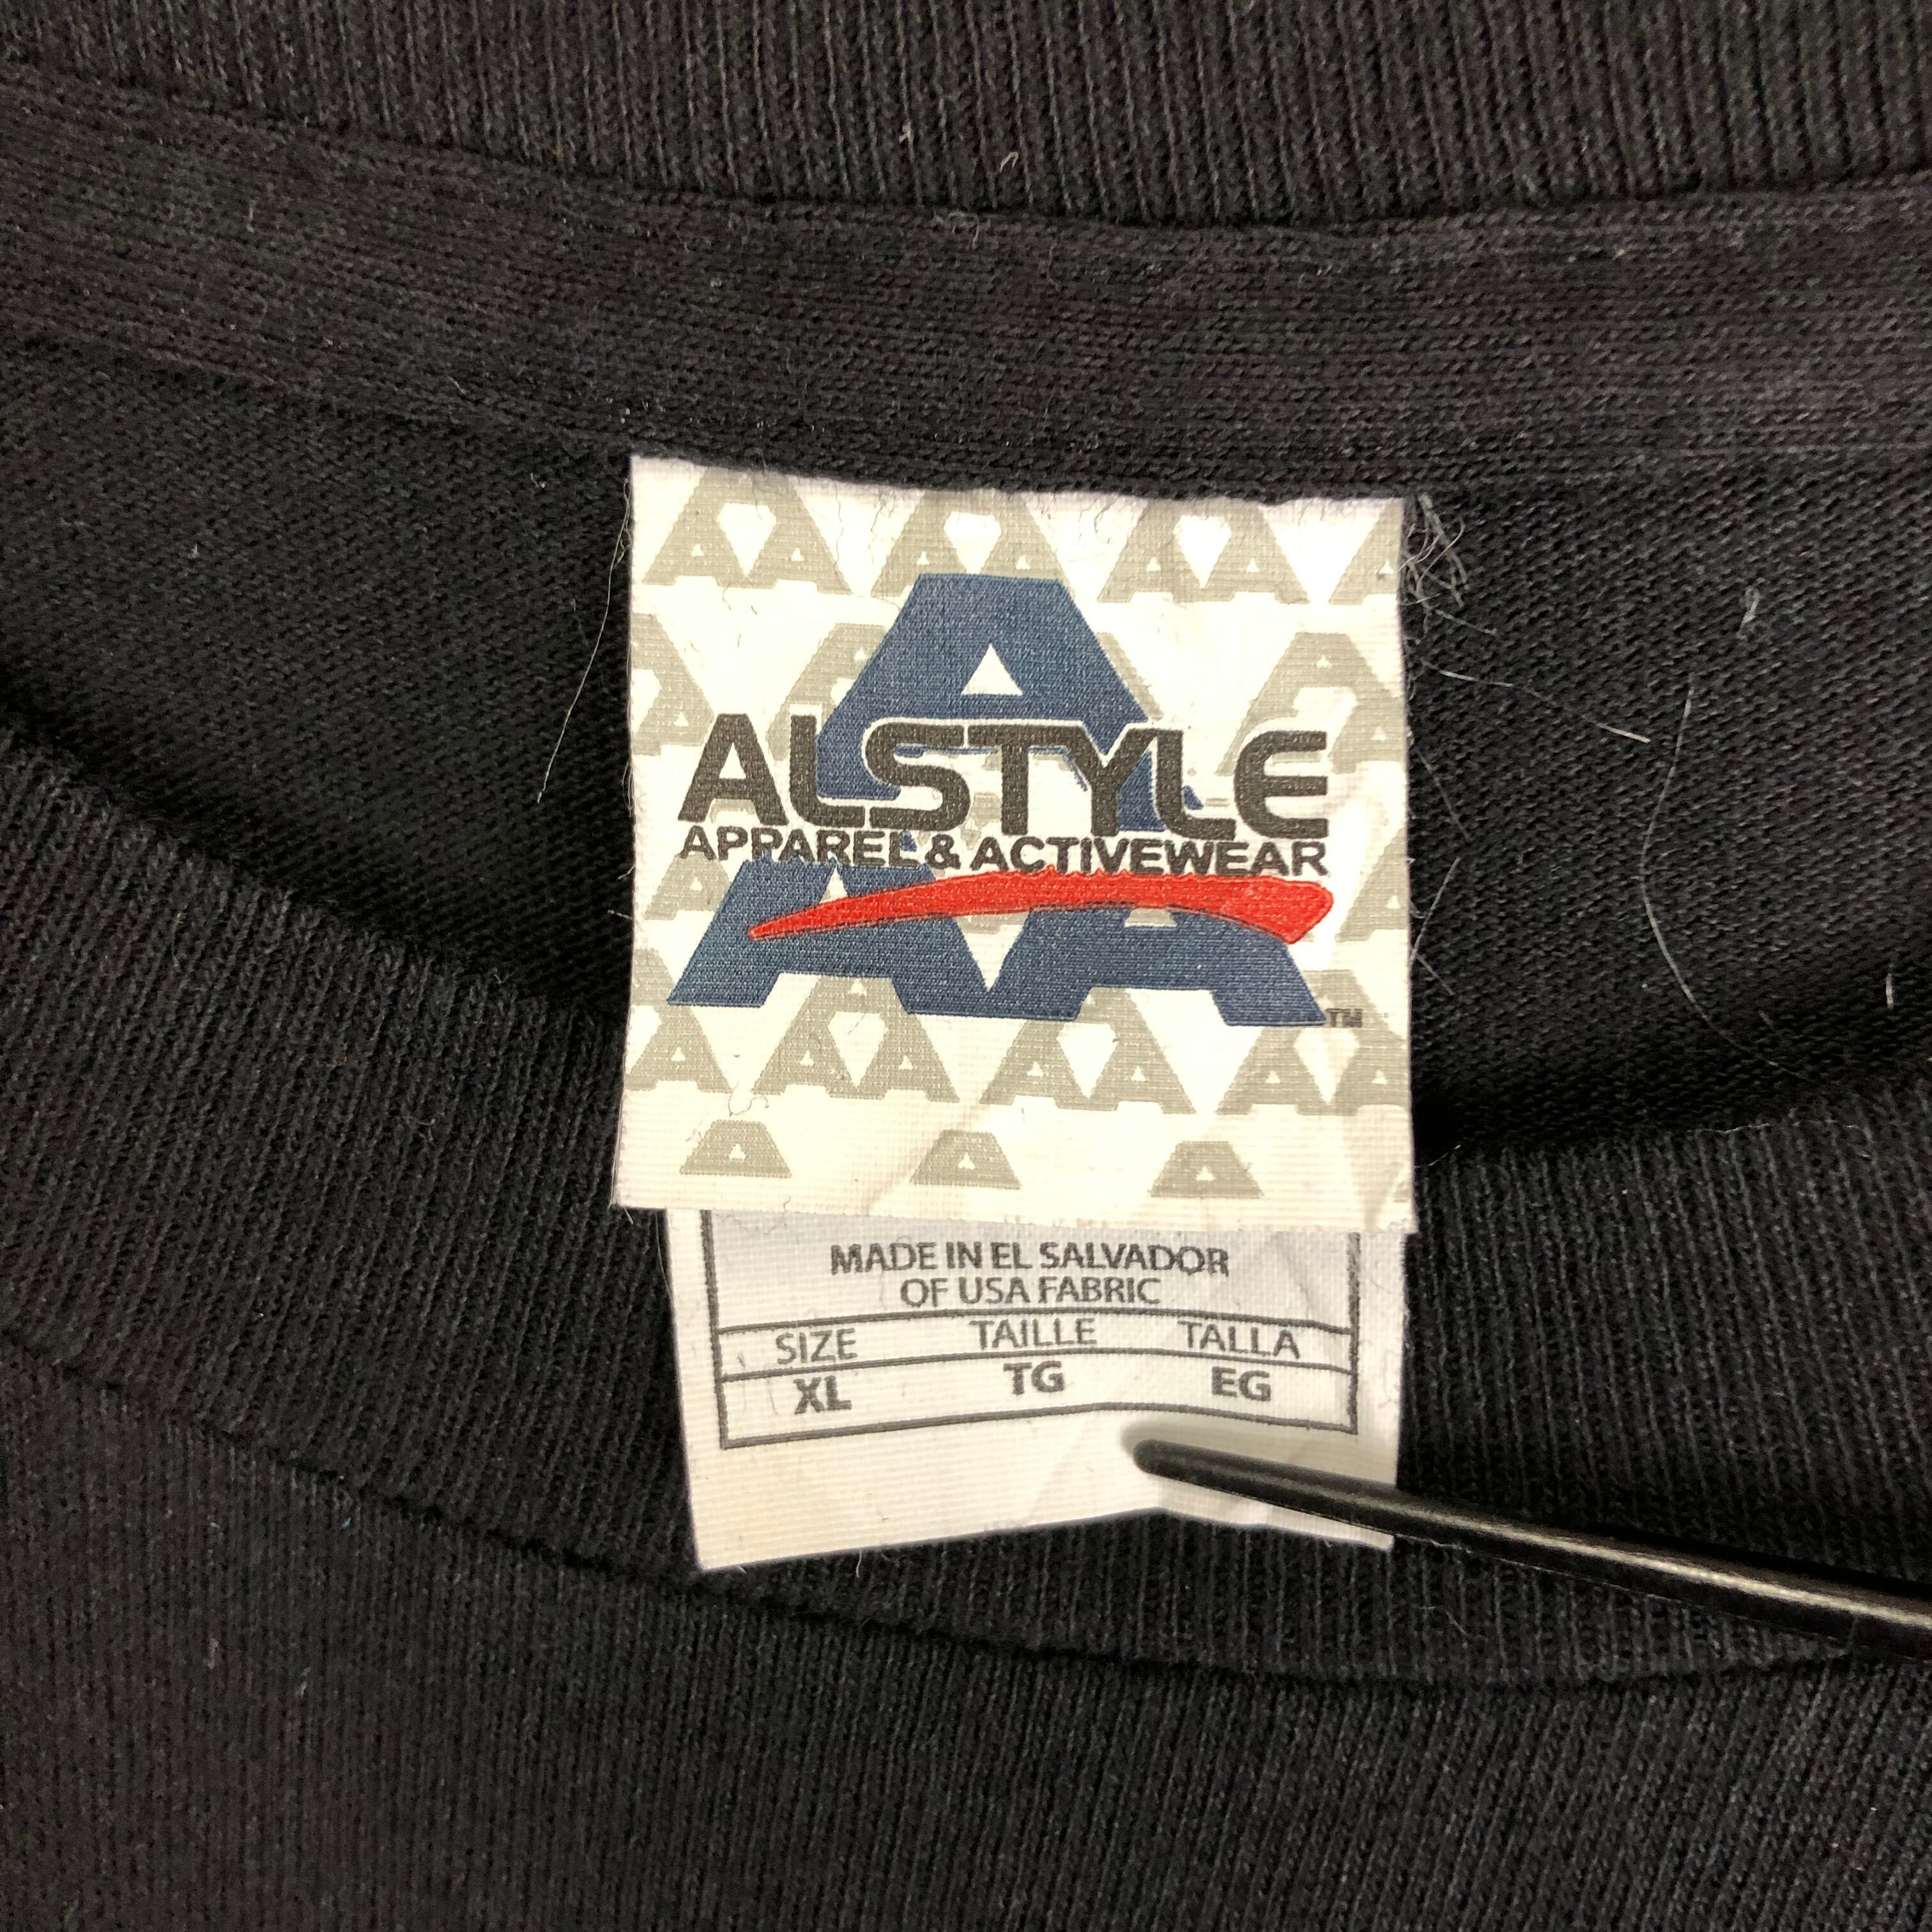 ALSTYLE
APPAREL & ACTIVEWEAR
TM
MADE IN EL SALVADOR
OF USA FABRIC
SIZE TAILLE TALLA
XL TG EG